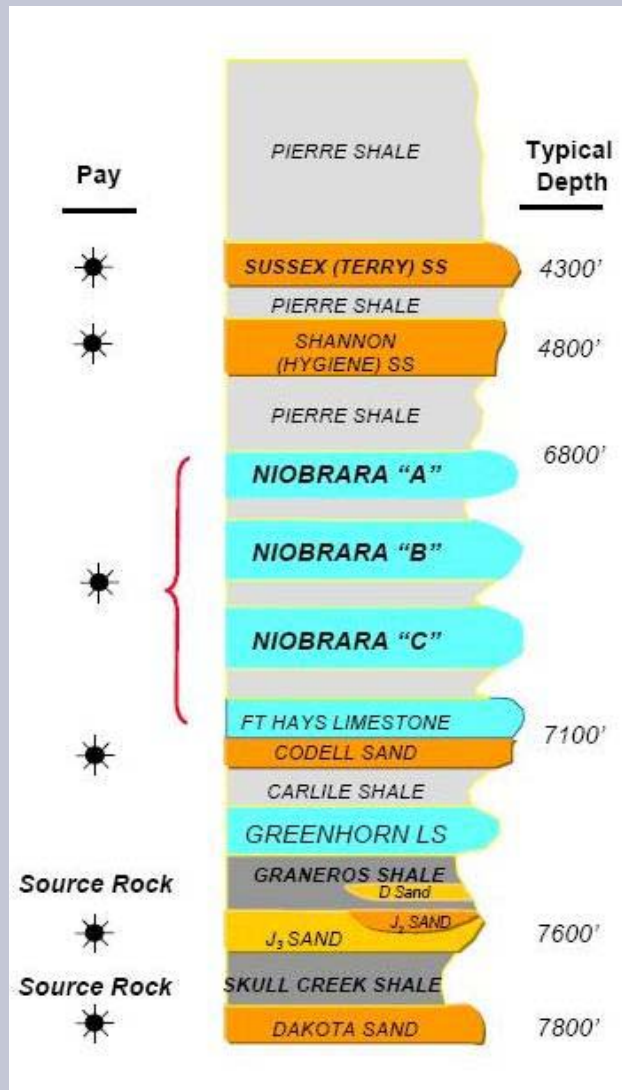 PIERRE SHALE
Pay
Typical
Depth
SUSSEX (TERRY) SS
4300'
PIERRE SHALE
SHANNON
(HYGIENE) SS
4800'
PIERRE SHALE
6800'
NIOBRARA “A”
NIOBRARA “B”
NIOBRARA “C”
FT HAYS LIMESTONE
7100'
CODELL SAND
CARLILE SHALE
GREENHORN LS
GRANEROS SHALE
Source Rock
D Sand
J₂ SAND
J₃ SAND
7600'
Source Rock
SKULL CREEK SHALE
DAKOTA SAND
7800'